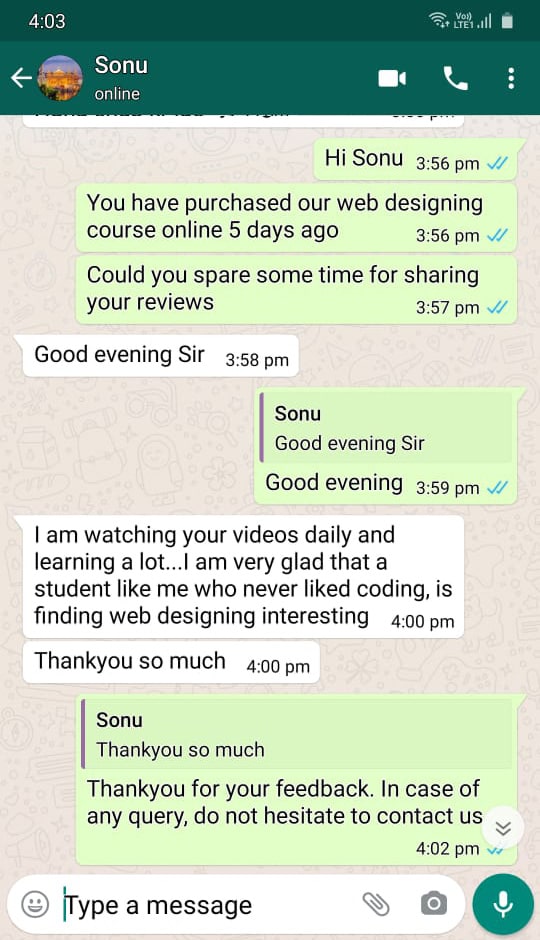 4:03
Vo))
LTE1
Sonu
online
Hi Sonu 3:56 pm
You have purchased our web designing
course online 5 days ago 3:56 pm
Could you spare some time for sharing
your reviews 3:57 pm
Good evening Sir 3:58 pm
Sonu
Good evening Sir
Good evening 3:59 pm
I am watching your videos daily and
learning a lot...I am very glad that a
student like me who never liked coding, is
finding web designing interesting 4:00 pm
Thankyou so much 4:00 pm
Sonu
Thankyou so much
Thankyou for your feedback. In case of
any query, do not hesitate to contact us
4:02 pm
Type a message